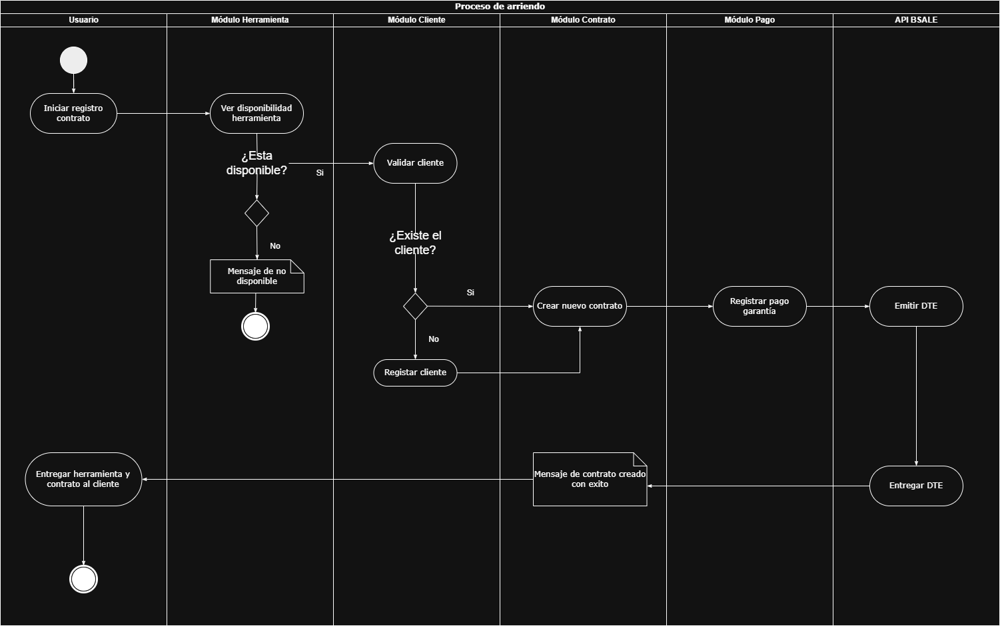 Proceso de arriendo
Usuario
Módulo Herramienta
Módulo Cliente
Módulo Contrato
Módulo Pago
API BSALE
Iniciar registro
contrato
Ver disponibilidad
herramienta
¿Esta
disponible?
Si
Validar cliente
No
Mensaje de no
disponible
¿Existe el
cliente?
Si
No
Registar cliente
Crear nuevo contrato
Registrar pago
garantía
Emitir DTE
Entregar DTE
Mensaje de contrato creado
con exito
Entregar herramienta y
contrato al cliente